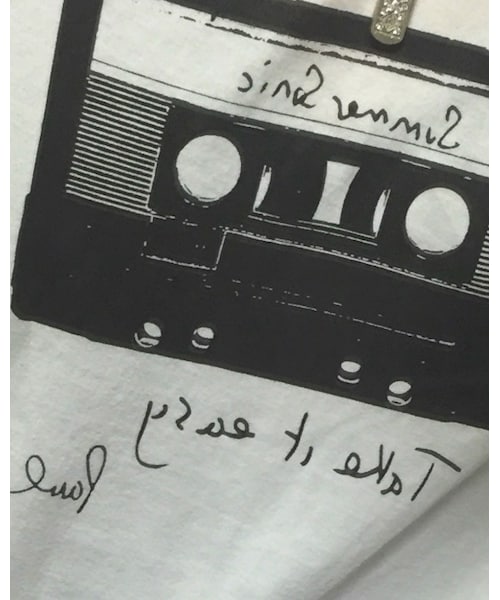 Summer Sonic
Take it easy